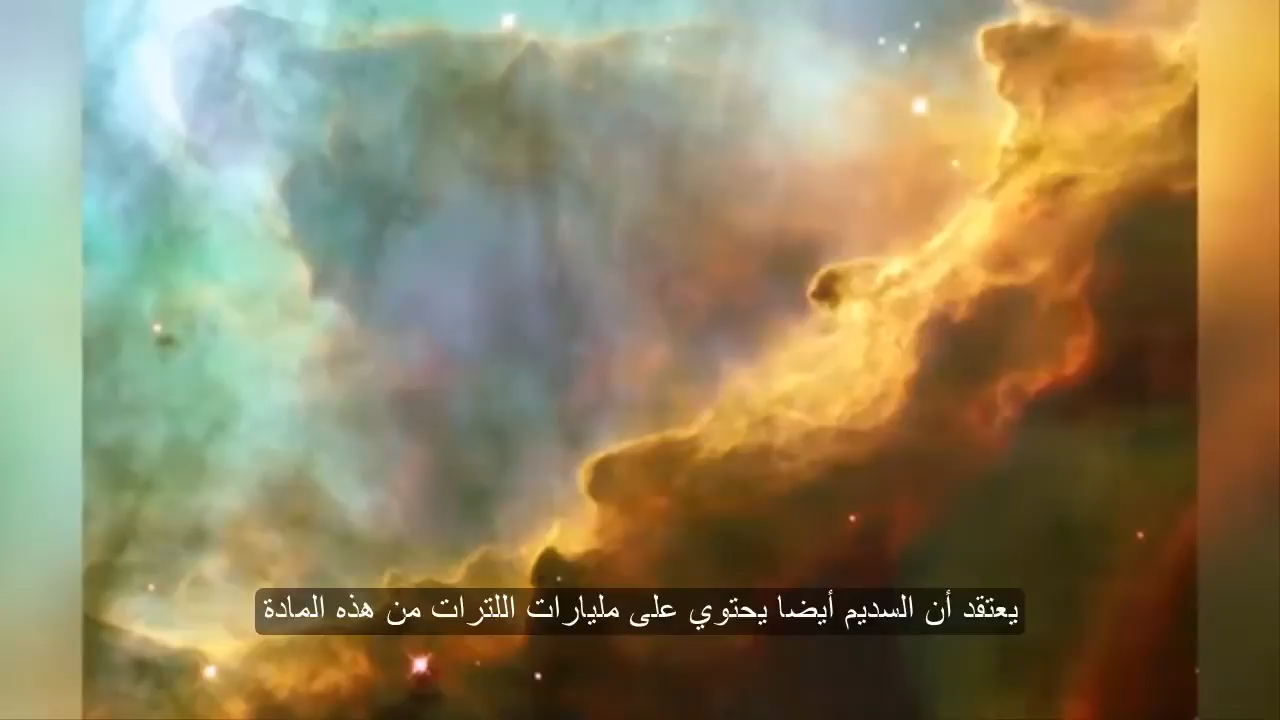 يعتقد أن السديم أيضا يحتوي على مليارات اللترات من هذه المادة